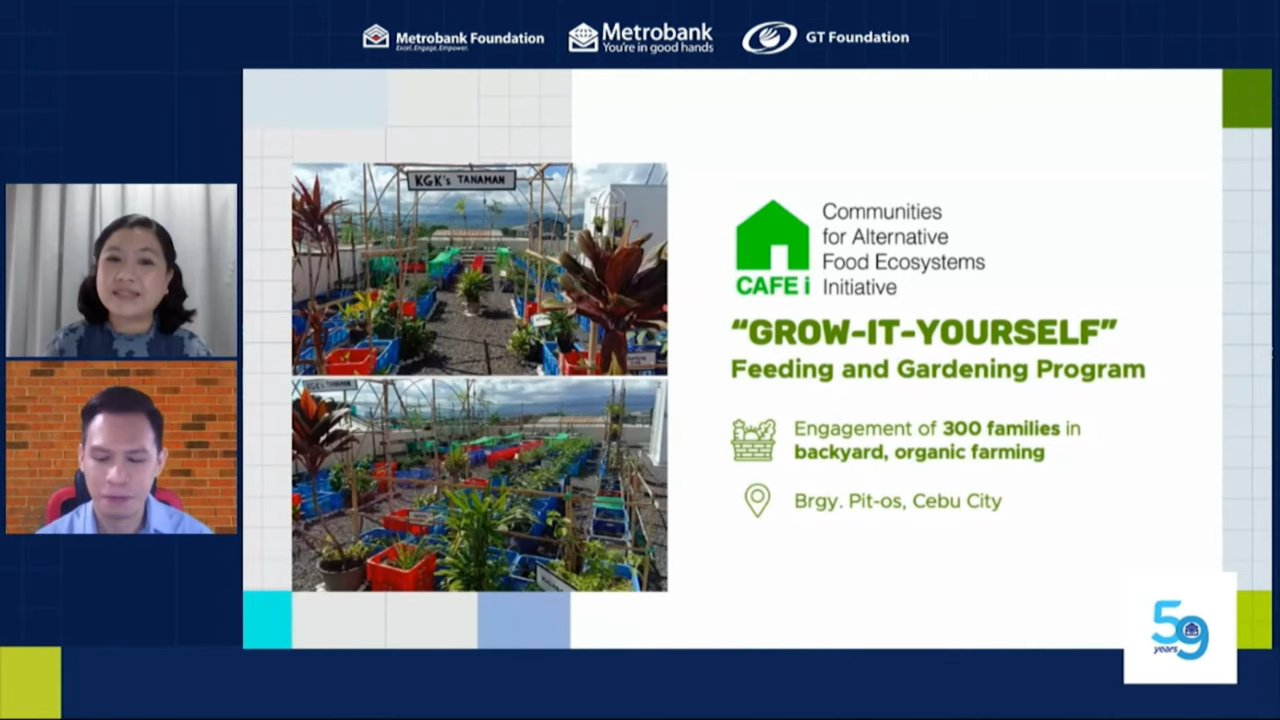 Metrobank Foundation
Excel. Engage. Empower.
Metrobank
You're in good hands
GT Foundation
KGK's TANAMAN
KGK's TANAMAN
CAFE i
Communities
for Alternative
Food Ecosystems
Initiative
“GROW-IT-YOURSELF”
Feeding and Gardening Program
Engagement of 300 families in
backyard, organic farming
Brgy. Pit-os, Cebu City
59
years